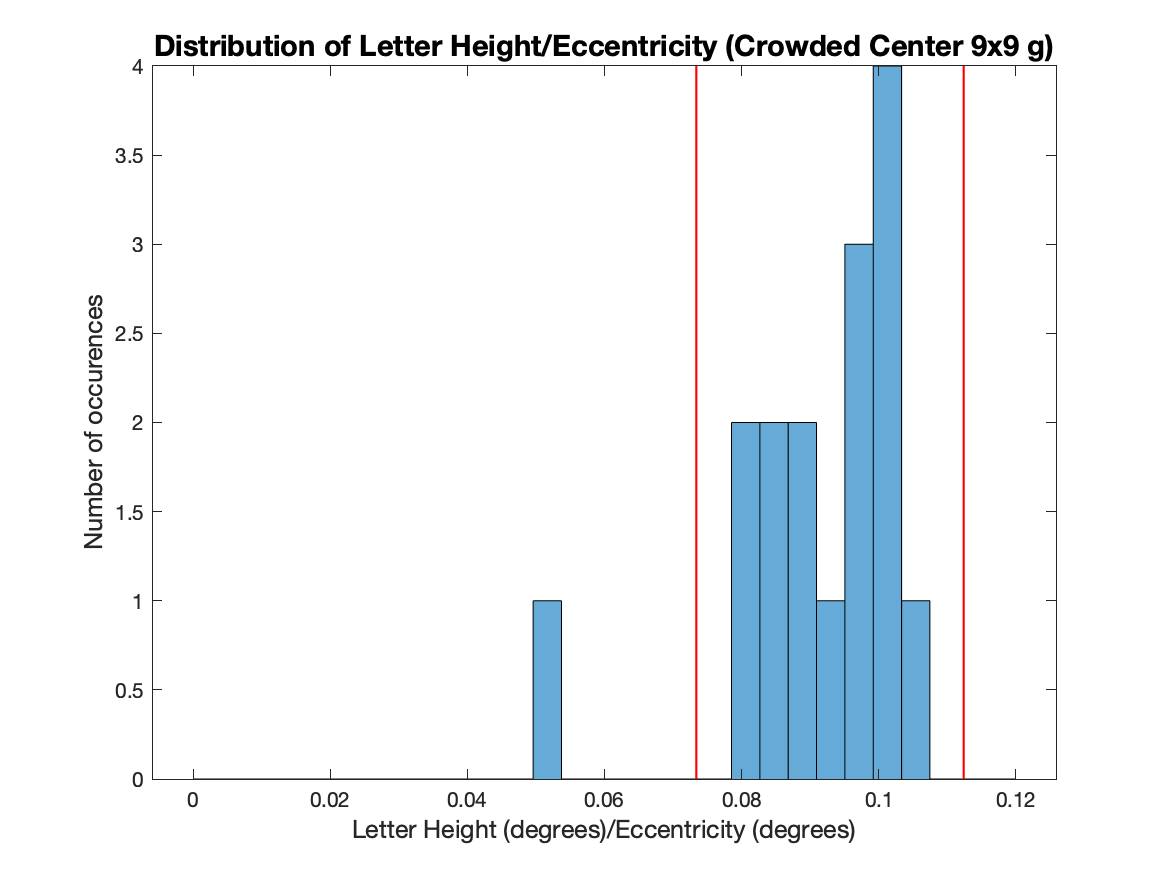 Distribution of Letter Height/Eccentricity (Crowded Center 9x9 g)
4
3.5
3
2.5
2
1.5
1
0.5
0
Number of occurences
0 0.02 0.04 0.06 0.08 0.1 0.12
Letter Height (degrees)/Eccentricity (degrees)